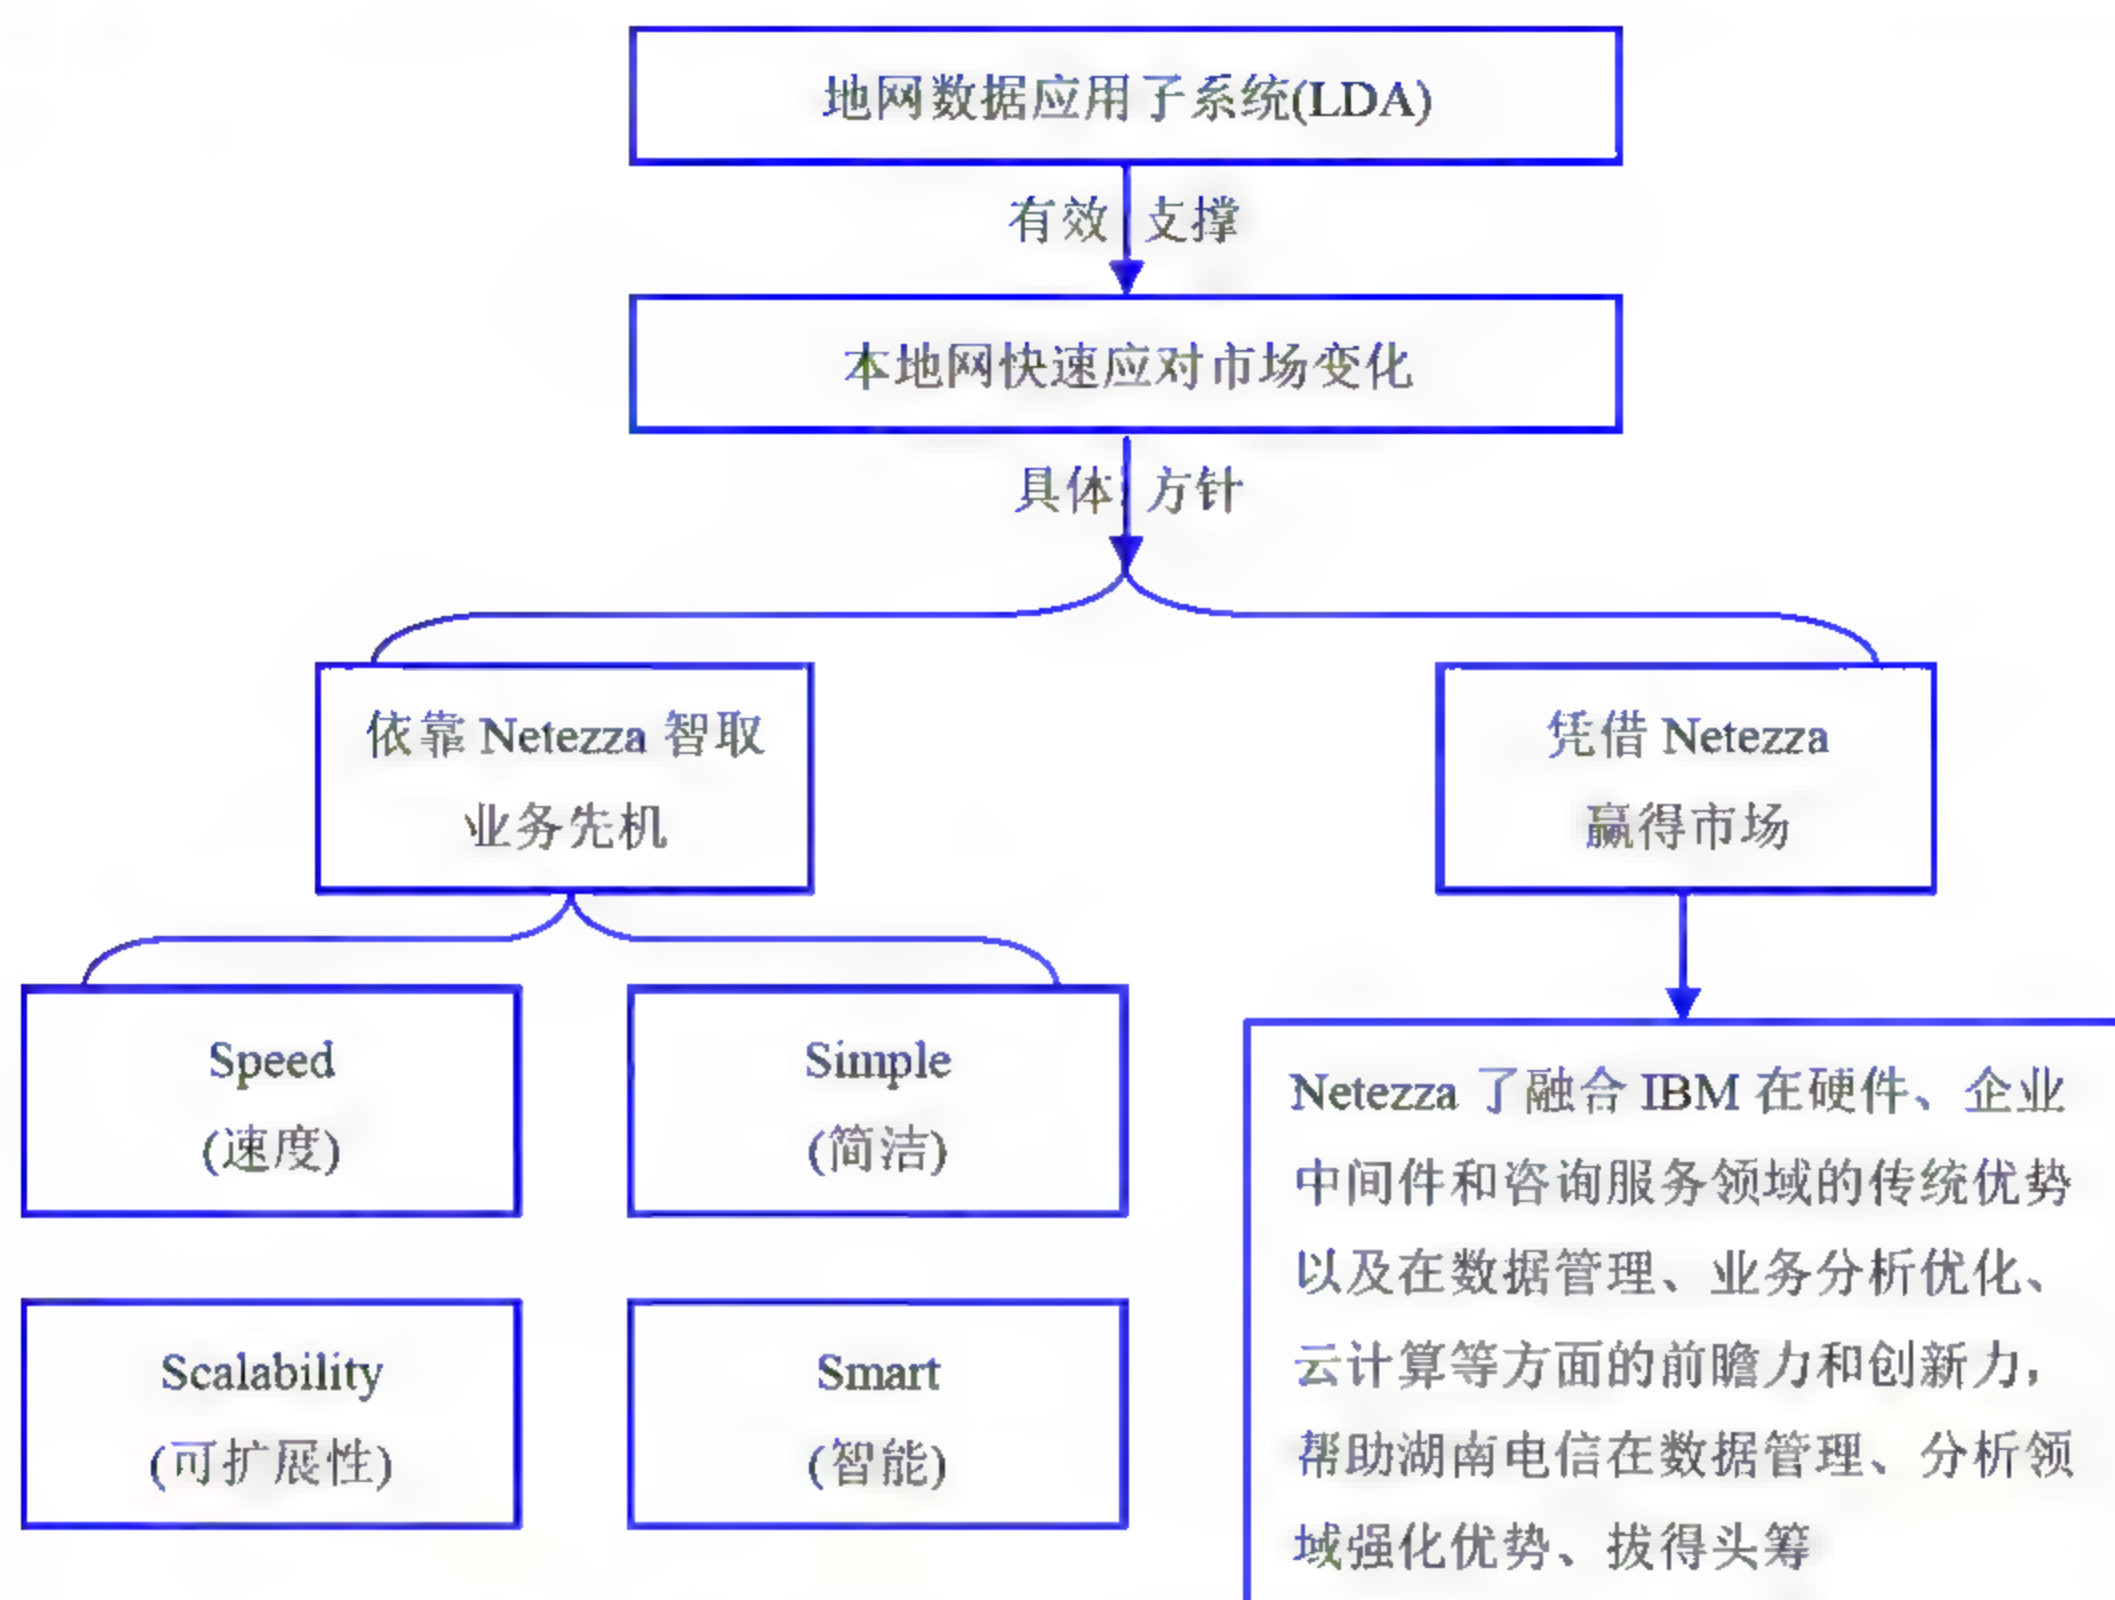 地网数据应用子系统(LDA)
有效 支撑
本地网快速应对市场变化
具体 方针
依靠 Netezza 智取
业务先机
凭借 Netezza
赢得市场
Speed
(速度)
Simple
(简洁)
Scalability
(可扩展性)
Smart
(智能)
Netezza 了融合 IBM 在硬件、企业
中间件和咨询服务领域的传统优势
以及在数据管理、业务分析优化、
云计算等方面的前瞻力和创新力，
帮助湖南电信在数据管理、分析领
域强化优势、拔得头筹